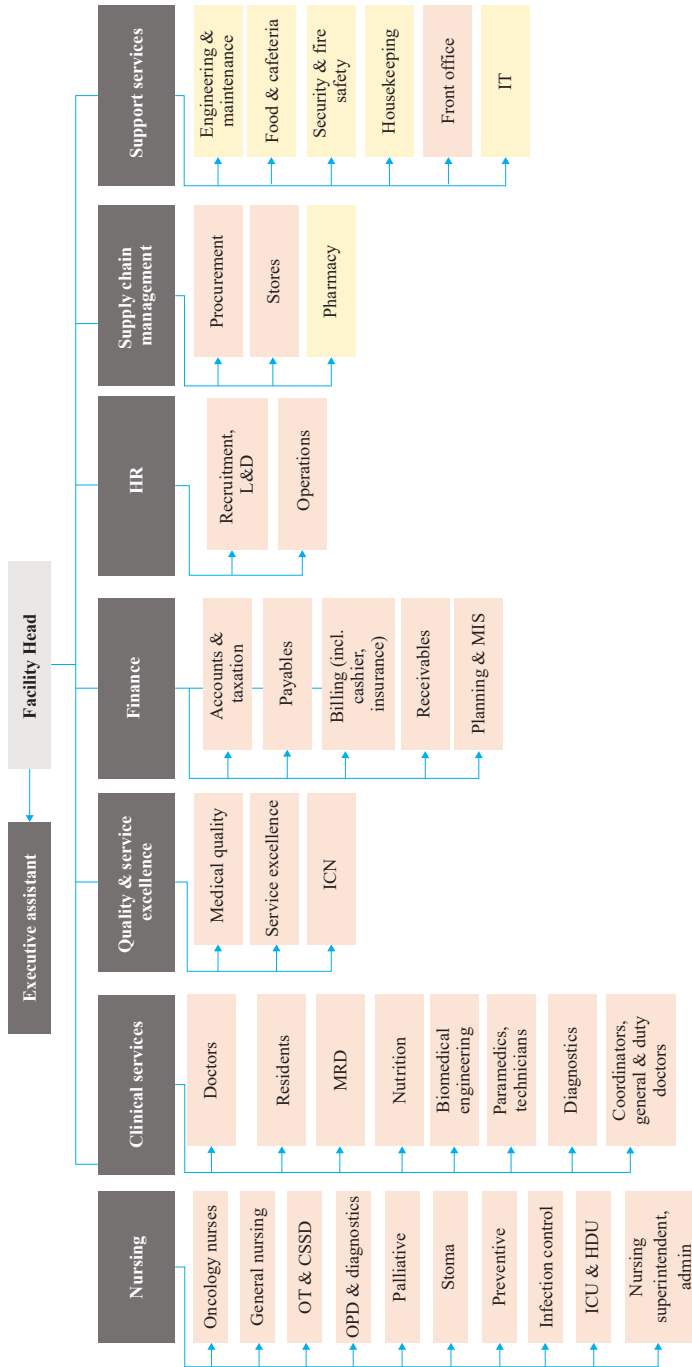 Facility Head
Executive assistant
Nursing
Oncology nurses
General nursing
OT & CSSD
OPD & diagnostics
Palliative
Stoma
Preventive
Infection control
ICU & HDU
Nursing
superintendent,
admin
Clinical services
Doctors
Residents
MRD
Nutrition
Biomedical
engineering
Paramedics,
technicians
Diagnostics
Coordinators,
general & duty
doctors
Quality & service
excellence
Medical quality
Service excellence
ICN
Finance
Accounts &
taxation
Payables
Billing (incl.
cashier,
insurance)
Receivables
Planning & MIS
HR
Recruitment,
L&D
Operations
Supply chain
management
Procurement
Stores
Pharmacy
Support services
Engineering &
maintenance
Food & cafeteria
Security & fire
safety
Housekeeping
Front office
IT